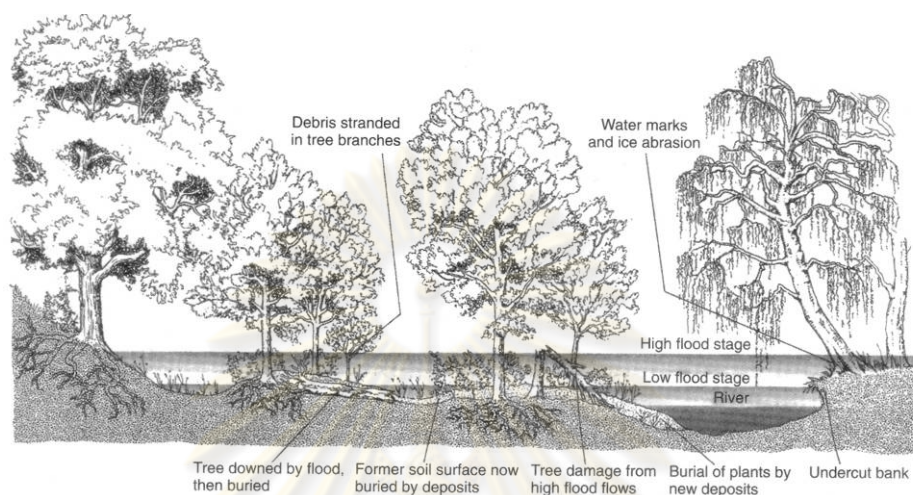 Debris stranded
in tree branches
Water marks
and ice abrasion
High flood stage
Low flood stage
River
Tree downed by flood,
then buried
Former soil surface now
buried by deposits
Tree damage from
high flood flows
Burial of plants by
new deposits
Undercut bank